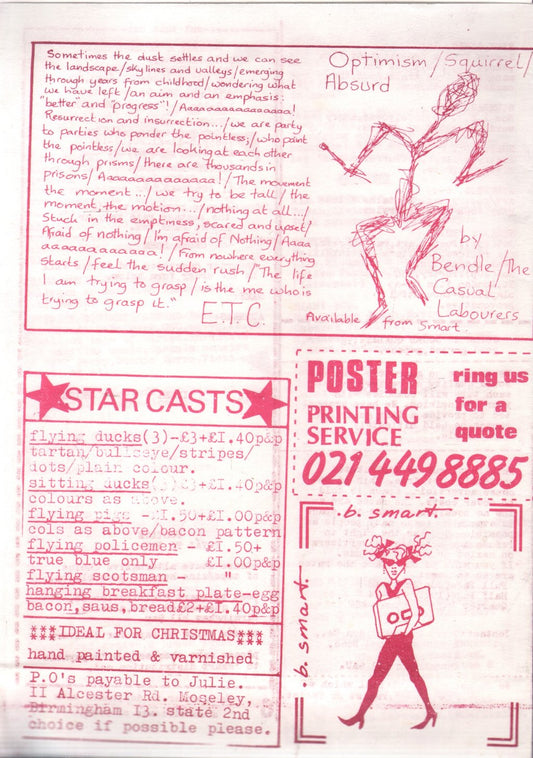 Sometimes the dust settles and we can see
the landscape/skylines and valleys/emerging
through years from childhood/wondering what
we have left/an aim and an emphasis:
"better" and "progress"!/Aaaaaaaaaaaaaaa!
Resurrection and insurrection.../we are party
to parties who ponder the pointless;/who paint
the pointless/we are looking at each other
through prisms/there are thousands in
prisons/Aaaaaaaaaaaaaa!/The movement
the moment.../we try to be tall/the
moment, the motion.../nothing at all.../
Stuck in the emptiness, scared and upset/
Afraid of nothing/I'm afraid of Nothing/Aaaa
aaaaaaaaaaaa!/From nowhere everything
starts/feel the sudden rush/"The life
I am trying to grasp/is the me who is
trying to grasp it."
E.T.C.
Optimism/Squirrel/
Absurd
by
Bendle/The
Casual
Labourers
Available from Smart.
STAR CASTS
flying ducks(3)-£3+£I.40p&p
tartan/bullseye/stripes/
dots/plain colour.
sitting ducks(3)£3+£I.40p&p
colours as above.
flying pigs -£I.50+£I.00p&p
cols as above/bacon pattern
flying policemen - £I.50+
true blue only £I.00p&p
flying scotsman - "
hanging breakfast plate-egg
bacon,saus,bread£2+£I.40p&p
***IDEAL FOR CHRISTMAS***
hand painted & varnished
P.O's payable to Julie.
II Alcester Rd. Moseley,
Birmingham I3. state 2nd
choice if possible please.
POSTER
PRINTING
SERVICE
ring us
for a
quote
021 449 8885
.b. smart.
.b. smart.